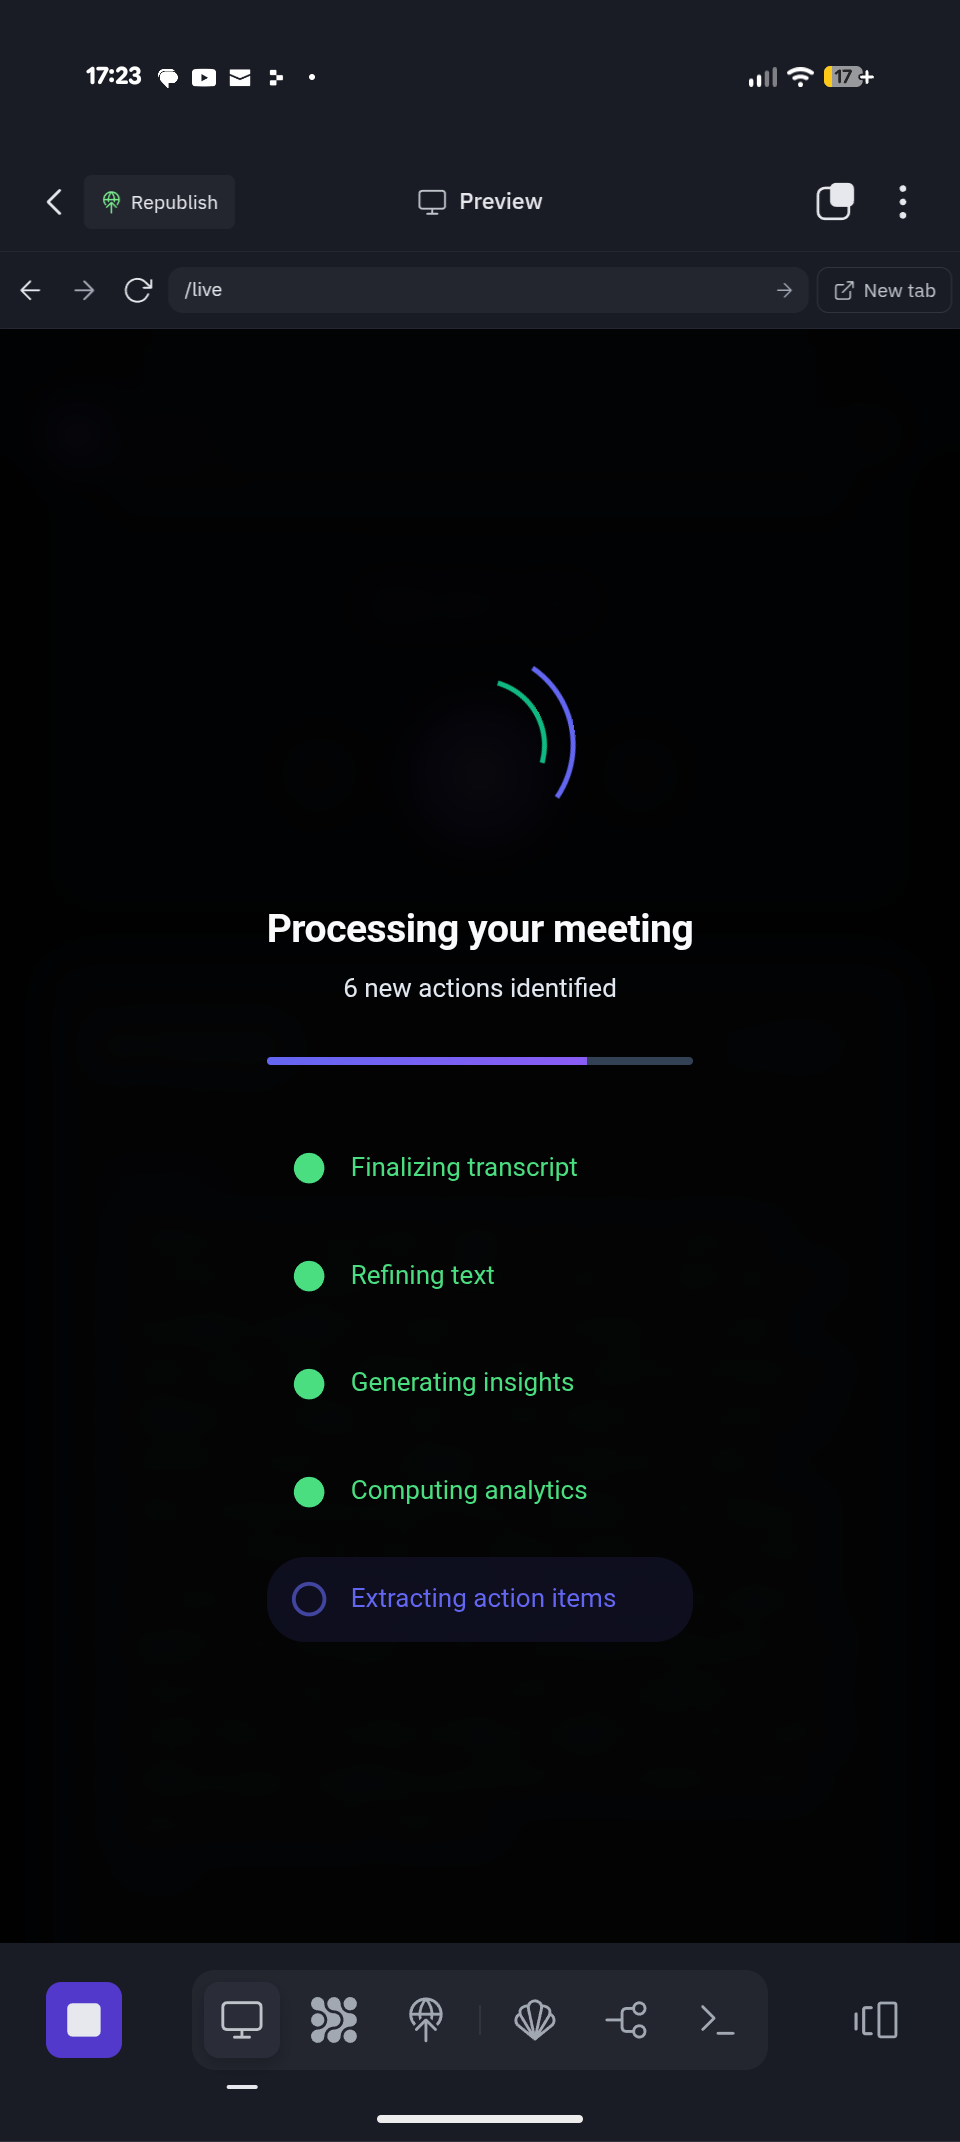 17:23
17
Republish
Preview
/live
New tab
Processing your meeting
6 new actions identified
Finalizing transcript
Refining text
Generating insights
Computing analytics
Extracting action items